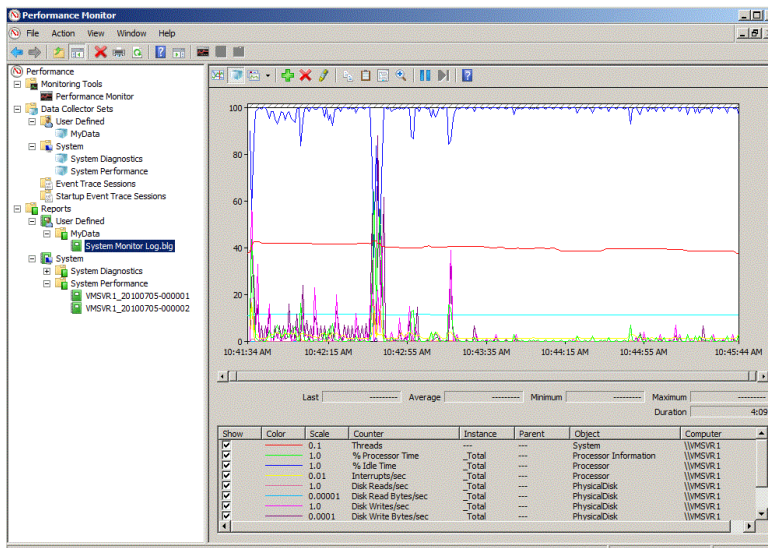 Performance Monitor
File Action View Window Help
Performance
Monitoring Tools
Performance Monitor
Data Collector Sets
User Defined
MyData
System
System Diagnostics
System Performance
Event Trace Sessions
Startup Event Trace Sessions
Reports
User Defined
MyData
System Monitor Log.blg
System
System Diagnostics
System Performance
VMSVR1_20100705-000001
VMSVR1_20100705-000002
100
80
60
40
20
0
10:41:34 AM 10:42:15 AM 10:42:55 AM 10:43:35 AM 10:44:15 AM 10:44:55 AM 10:45:44 AM
Last --------- Average --------- Minimum --------- Maximum ---------
Duration 4:09
Show Color Scale Counter Instance Parent Object Computer
0.1 Threads --- --- System \\VMSVR1
1.0 % Processor Time _Total --- Processor Information \\VMSVR1
1.0 % Idle Time _Total --- Processor \\VMSVR1
0.01 Interrupts/sec _Total --- Processor \\VMSVR1
1.0 Disk Reads/sec _Total --- PhysicalDisk \\VMSVR1
0.00001 Disk Read Bytes/sec _Total --- PhysicalDisk \\VMSVR1
1.0 Disk Writes/sec _Total --- PhysicalDisk \\VMSVR1
0.0001 Disk Write Bytes/sec _Total --- PhysicalDisk \\VMSVR1